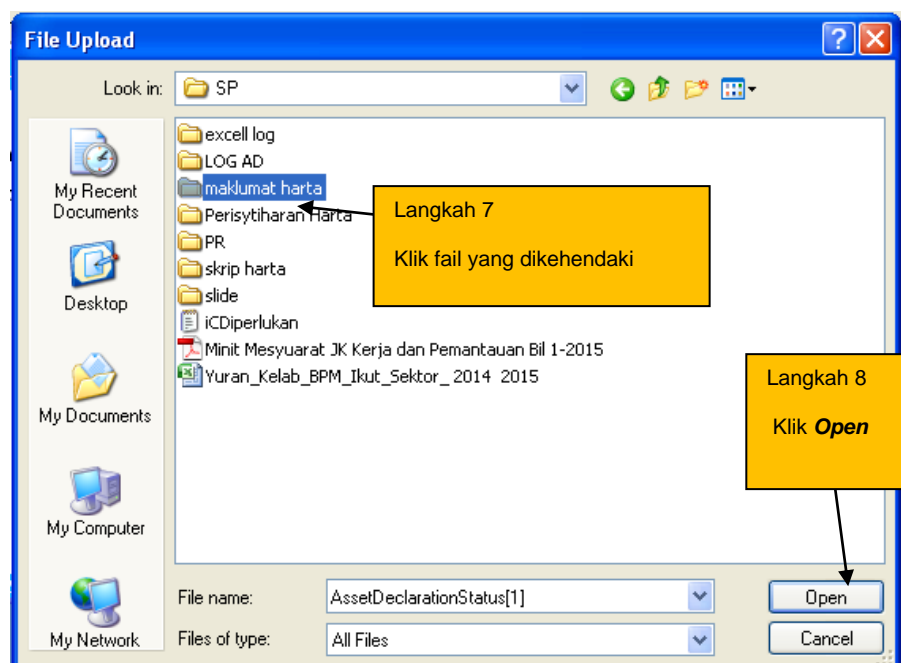 File Upload
Look in:
SP
My Recent
Documents
Desktop
My Documents
My Computer
My Network
excell log
LOG AD
maklumat harta
Perisytiharan Harta
PR
skrip harta
slide
iCDiperlukan
Minit Mesyuarat JK Kerja dan Pemantauan Bil 1-2015
Yuran_Kelab_BPM_Ikut_Sektor_ 2014 2015
Langkah 7
Klik fail yang dikehendaki
Langkah 8
Klik Open
File name:
AssetDeclarationStatus[1]
Open
Files of type:
All Files
Cancel